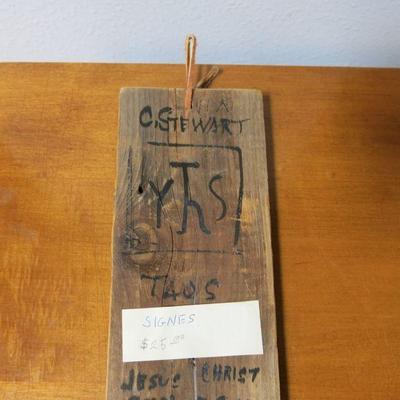 C. STEWART
YhS
TAOS
SIGNES
$25.00
JESUS CHRIST